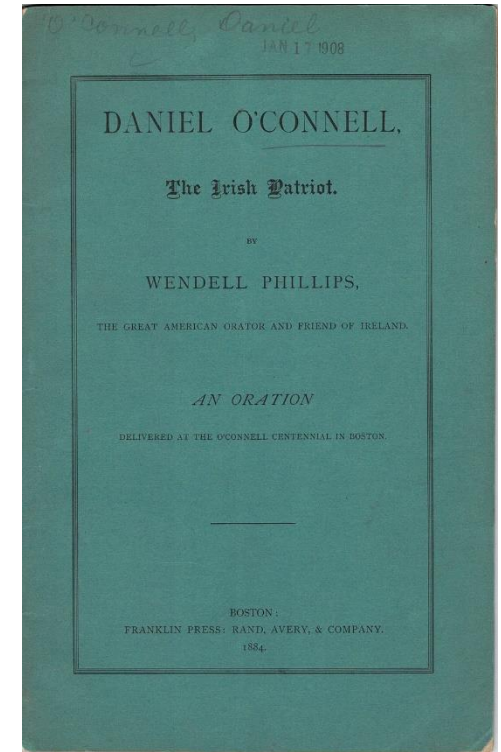 O'Connell, Daniel
JAN 17 1908
DANIEL O'CONNELL,
The Irish Patriot.
BY
WENDELL PHILLIPS,
THE GREAT AMERICAN ORATOR AND FRIEND OF IRELAND.
AN ORATION
DELIVERED AT THE O'CONNELL CENTENNIAL IN BOSTON.
BOSTON:
FRANKLIN PRESS: RAND, AVERY, & COMPANY.
1884.